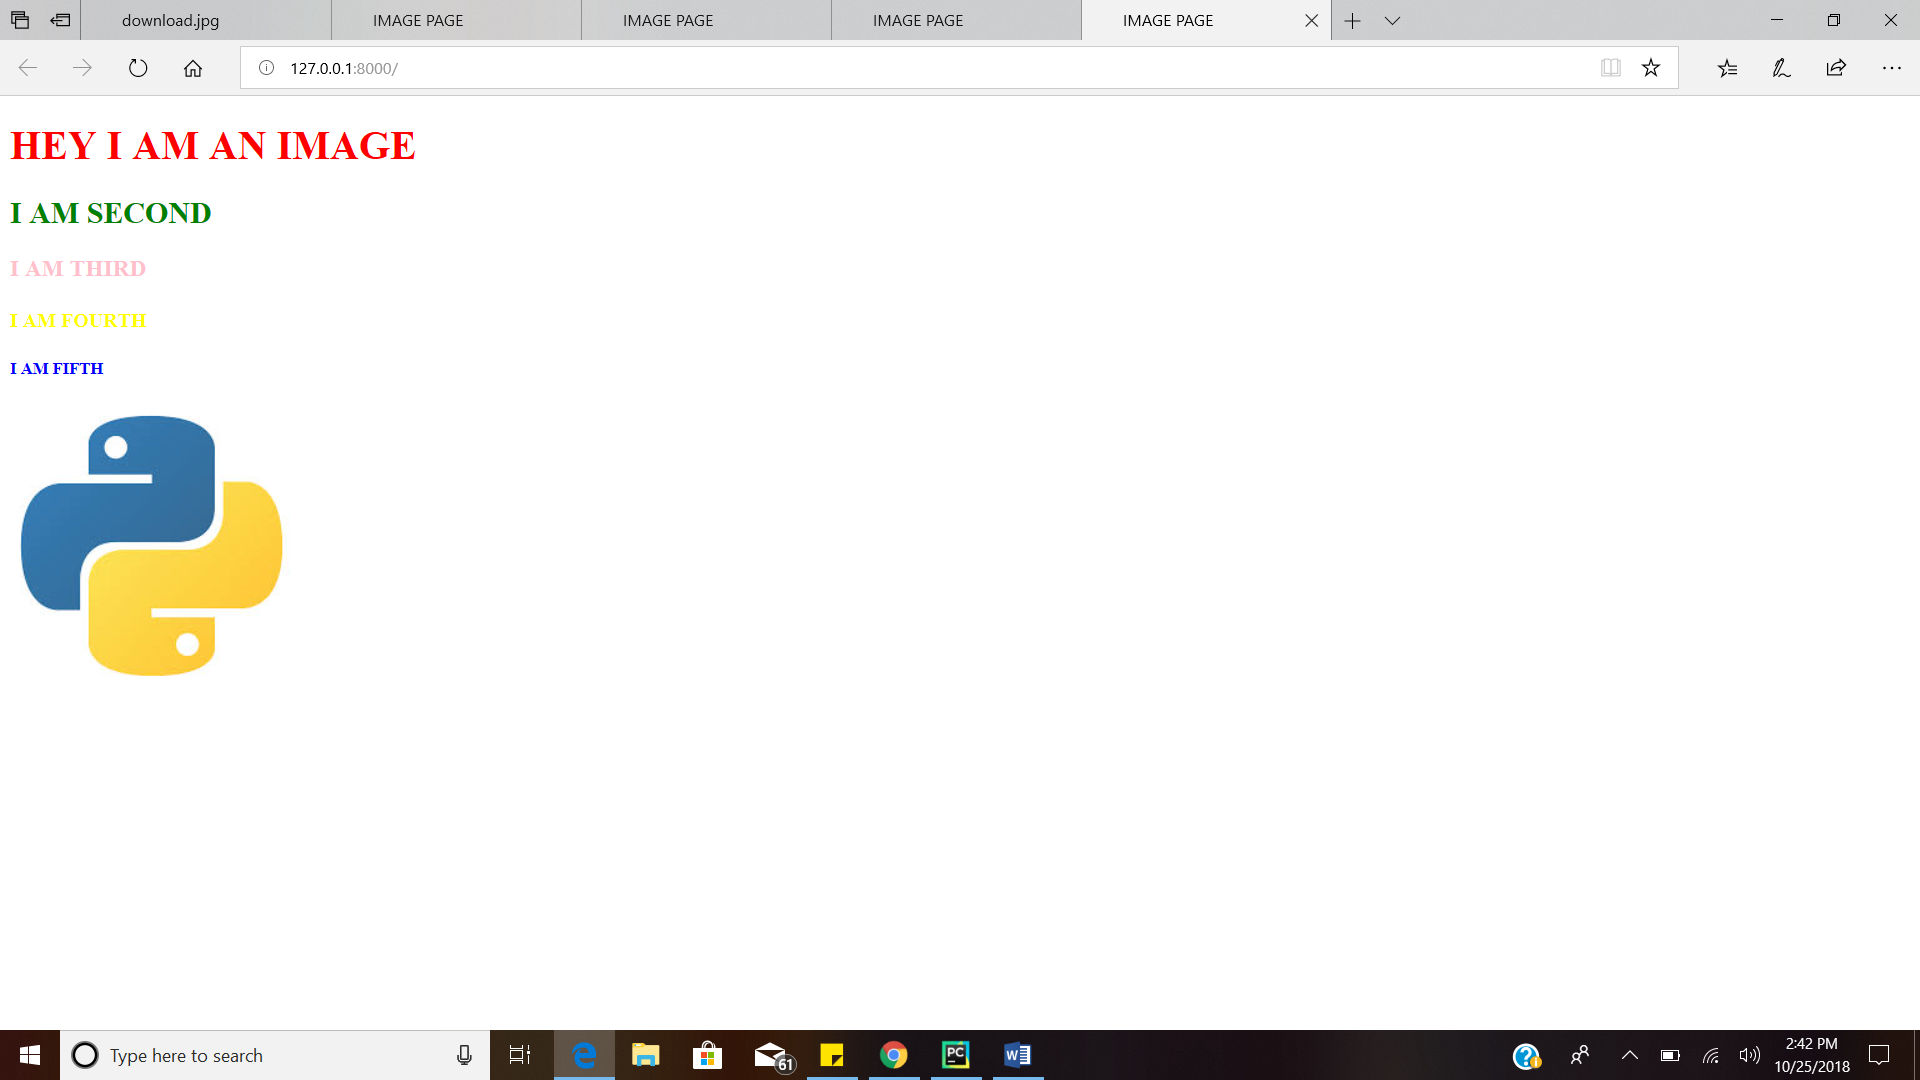 download.jpg
IMAGE PAGE
IMAGE PAGE
IMAGE PAGE
IMAGE PAGE
127.0.0.1:8000/
HEY I AM AN IMAGE
I AM SECOND
I AM THIRD
I AM FOURTH
I AM FIFTH
Type here to search
61
PC
W
2:42 PM
10/25/2018